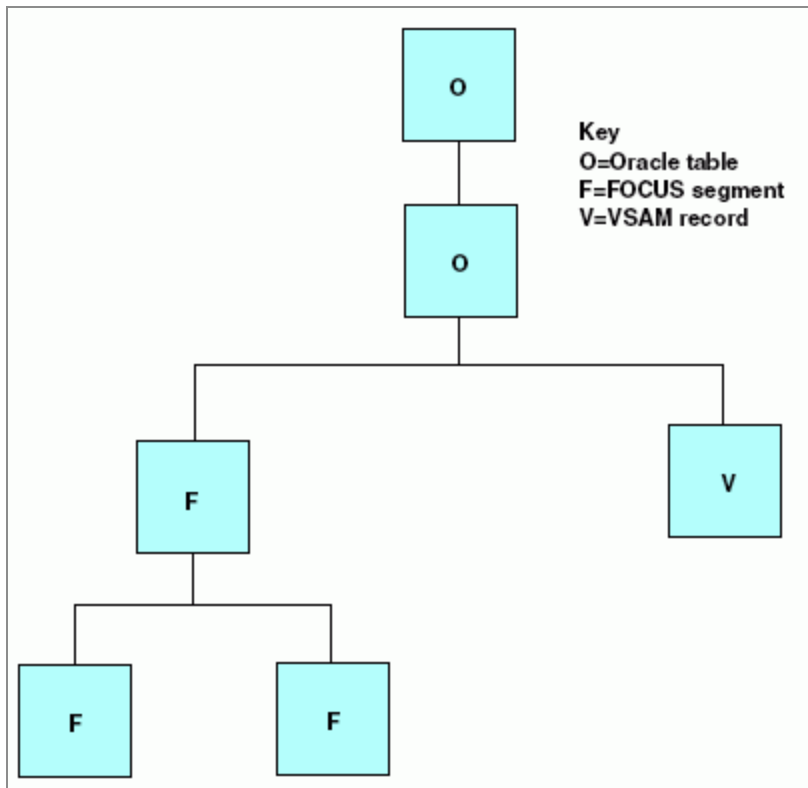 O
Key
O=Oracle table
F=FOCUS segment
V=VSAM record
O
F
V
F
F